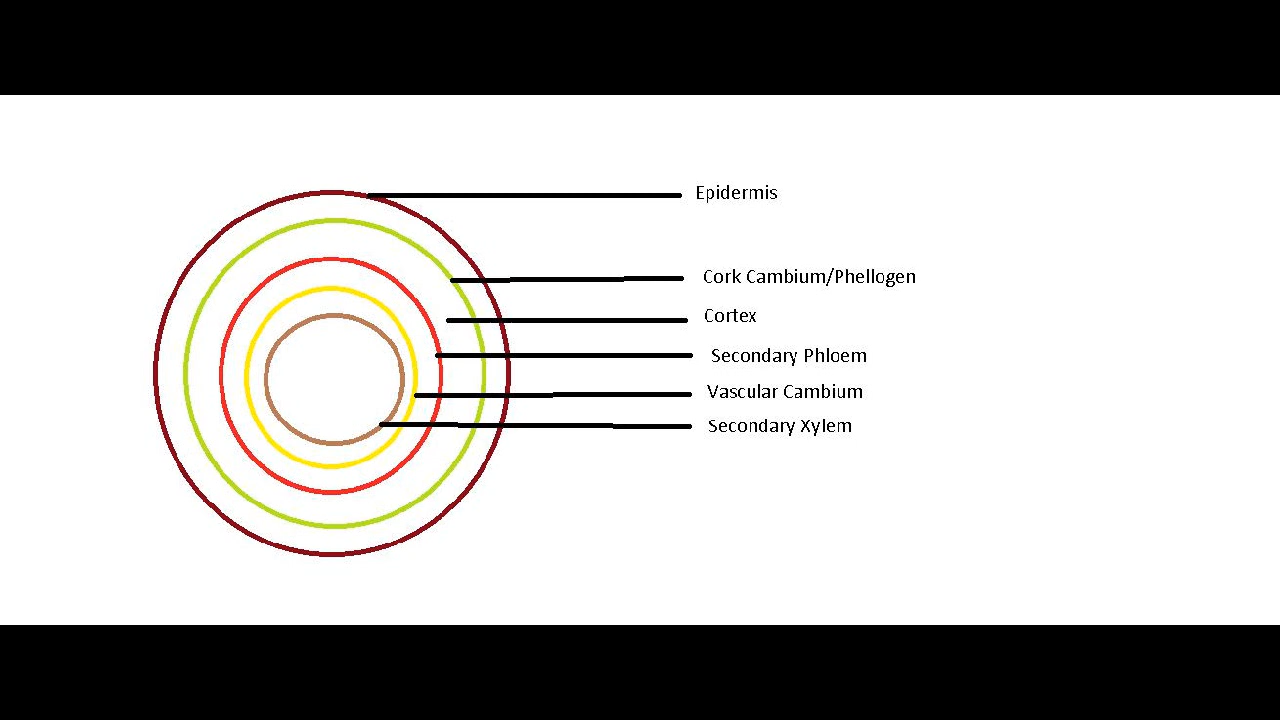 Epidermis
Cork Cambium/Phellogen
Cortex
Secondary Phloem
Vascular Cambium
Secondary Xylem